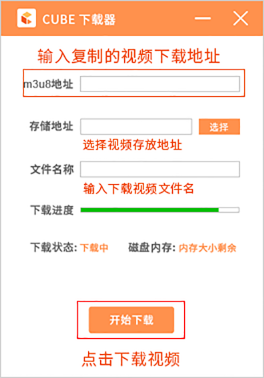 CUBE 下载器
输入复制的视频下载地址
m3u8地址
存储地址
选择
选择视频存放地址
文件名称
输入下载视频文件名
下载进度
下载状态: 下载中 磁盘内存: 内存大小剩余
开始下载
点击下载视频